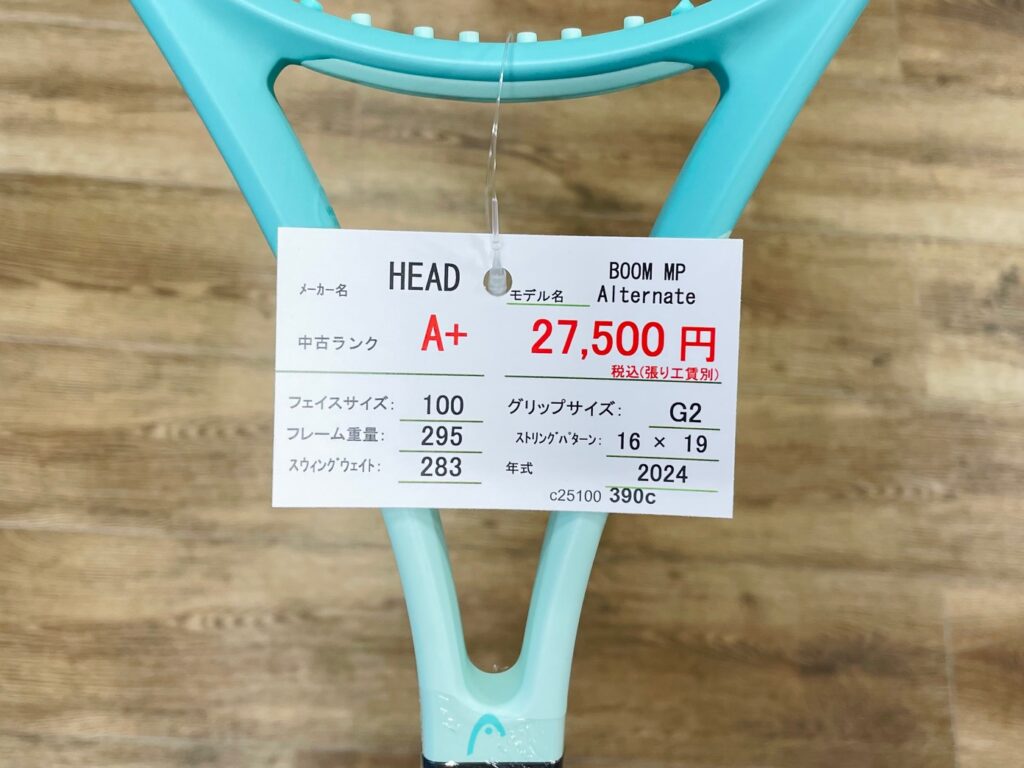 メーカー名 HEAD
モデル名 BOOM MP Alternate
中古ランク A+
27,500 円
税込(張り工賃別)
フェイスサイズ: 100
グリップサイズ: G2
フレーム重量: 295
ストリングパターン: 16 × 19
スウィングウェイト: 283
年式 2024
c25100 390c